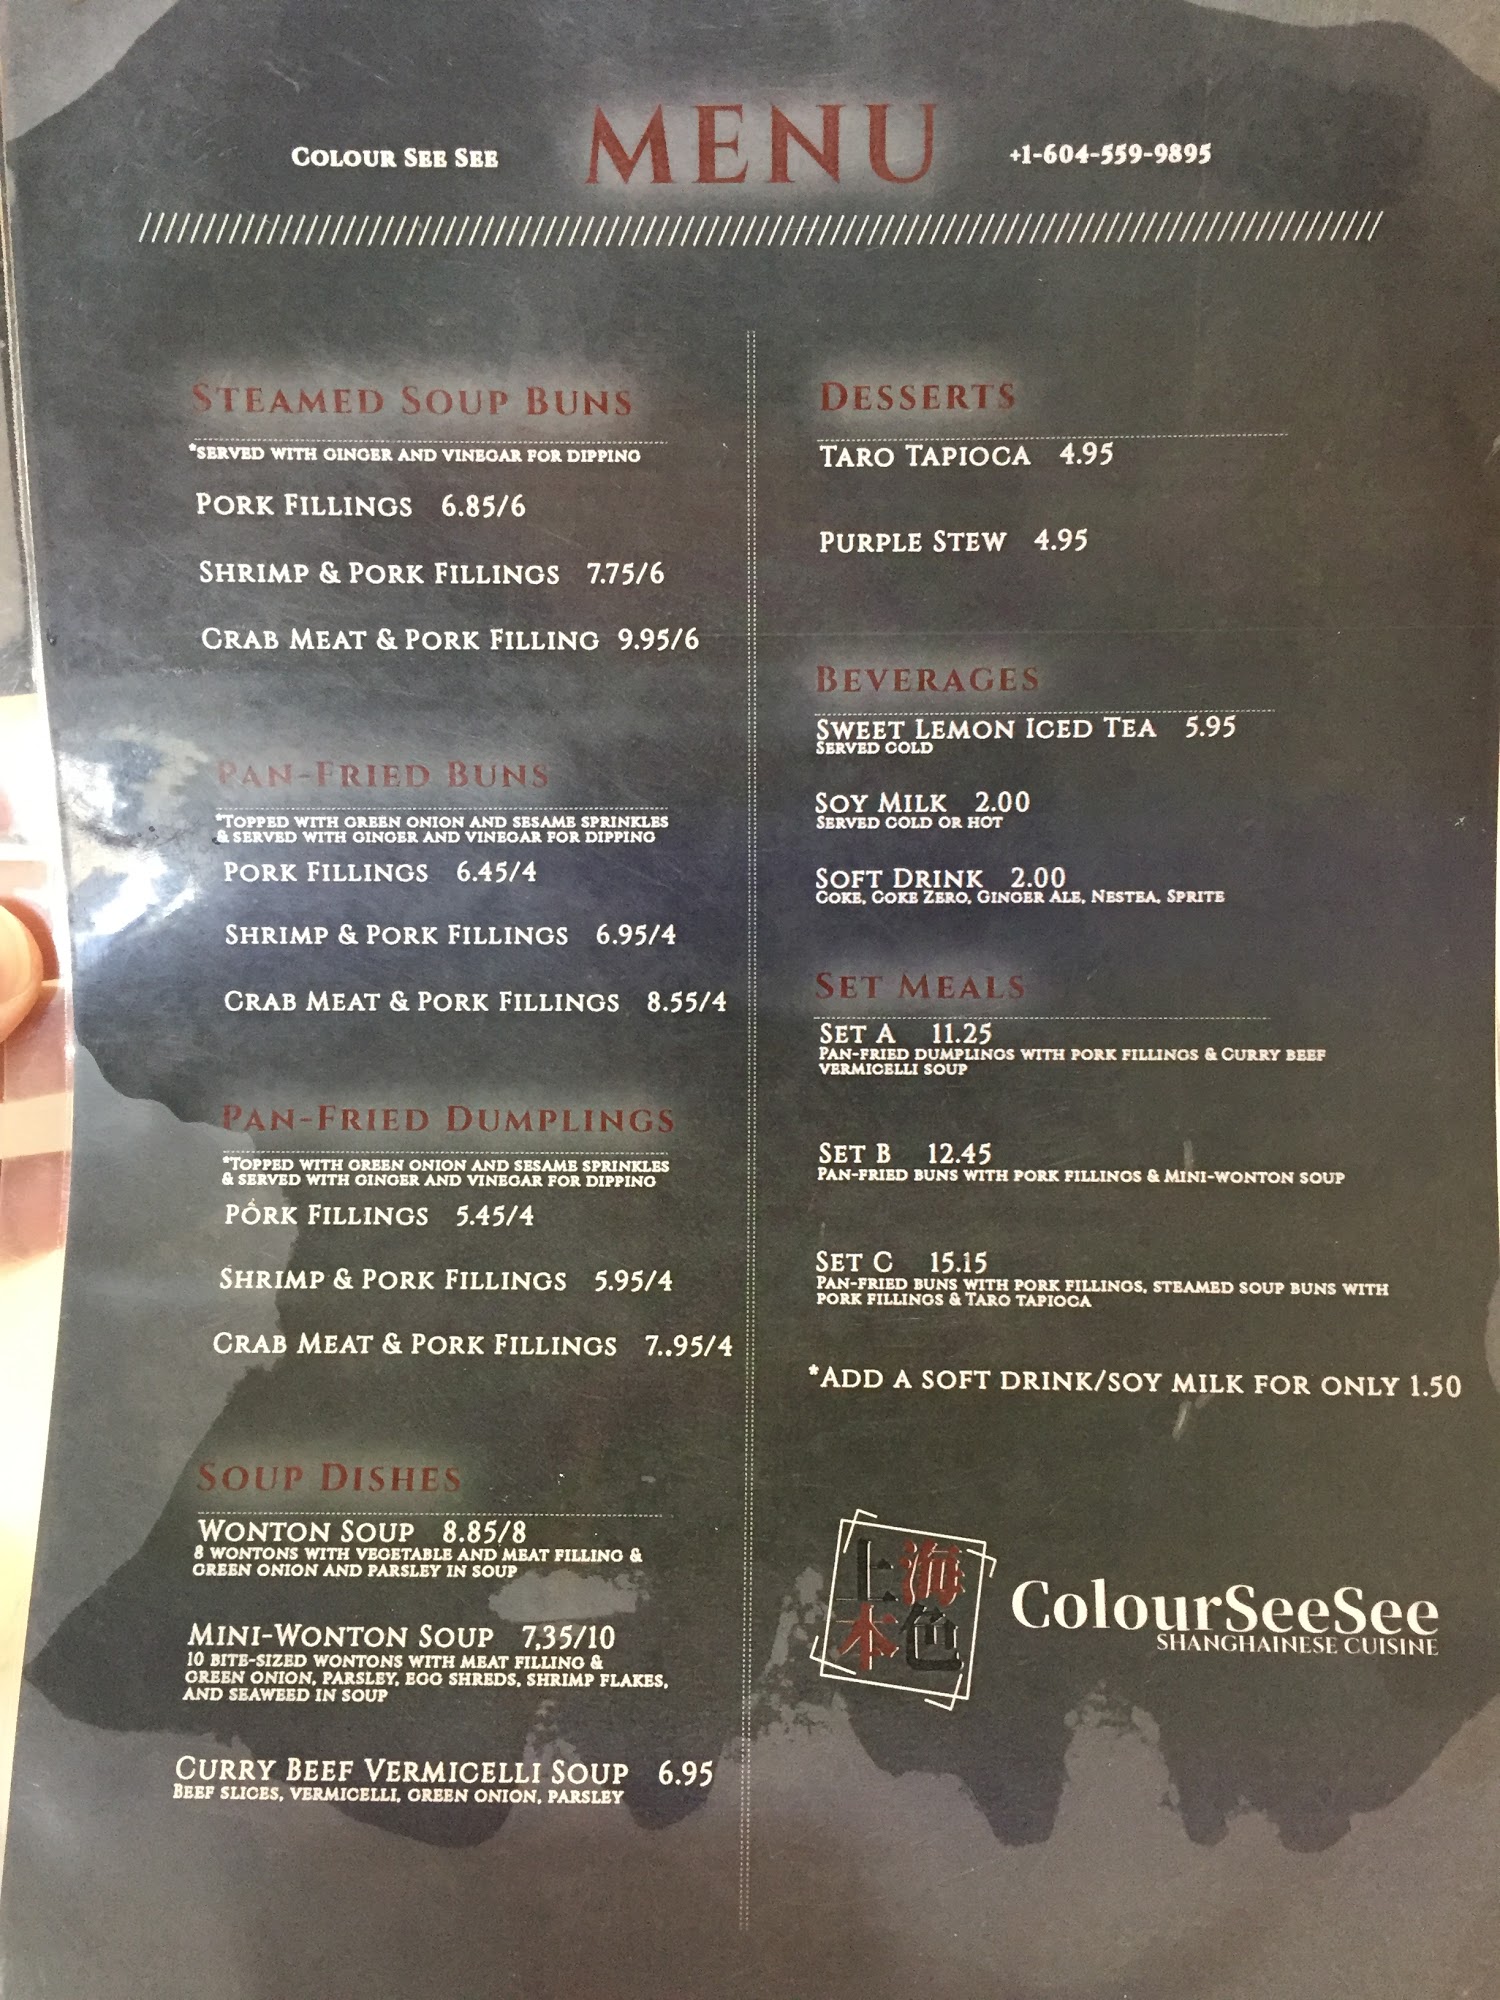 Colour See See
MENU
+1-604-559-9895
Steamed Soup Buns
*served with ginger and vinegar for dipping
Pork Fillings 6.85/6
Shrimp & Pork Fillings 7.75/6
Crab Meat & Pork Filling 9.95/6
Pan-Fried Buns
*Topped with green onion and sesame sprinkles
& served with ginger and vinegar for dipping
Pork Fillings 6.45/4
Shrimp & Pork Fillings 6.95/4
Crab Meat & Pork Fillings 8.55/4
Pan-Fried Dumplings
*Topped with green onion and sesame sprinkles
& served with ginger and vinegar for dipping
Pork Fillings 5.45/4
Shrimp & Pork Fillings 5.95/4
Crab Meat & Pork Fillings 7..95/4
Soup Dishes
Wonton Soup 8.85/8
8 wontons with vegetable and meat filling &
green onion and parsley in soup
Mini-Wonton Soup 7,35/10
10 bite-sized wontons with meat filling &
green onion, parsley, egg shreds, shrimp flakes,
and seaweed in soup
Curry Beef Vermicelli Soup 6.95
Beef slices, vermicelli, green onion, parsley
Desserts
Taro Tapioca 4.95
Purple Stew 4.95
Beverages
Sweet Lemon Iced Tea 5.95
Served cold
Soy Milk 2.00
Served cold or hot
Soft Drink 2.00
Coke, Coke Zero, Ginger Ale, Nestea, Sprite
Set Meals
Set A 11.25
Pan-fried dumplings with pork fillings & Curry beef
vermicelli soup
Set B 12.45
Pan-fried buns with pork fillings & Mini-wonton soup
Set C 15.15
Pan-fried buns with pork fillings, steamed soup buns with
pork fillings & Taro tapioca
*Add a soft drink/soy milk for only 1.50
上海
本色
ColourSeeSee
SHANGHAINESE CUISINE